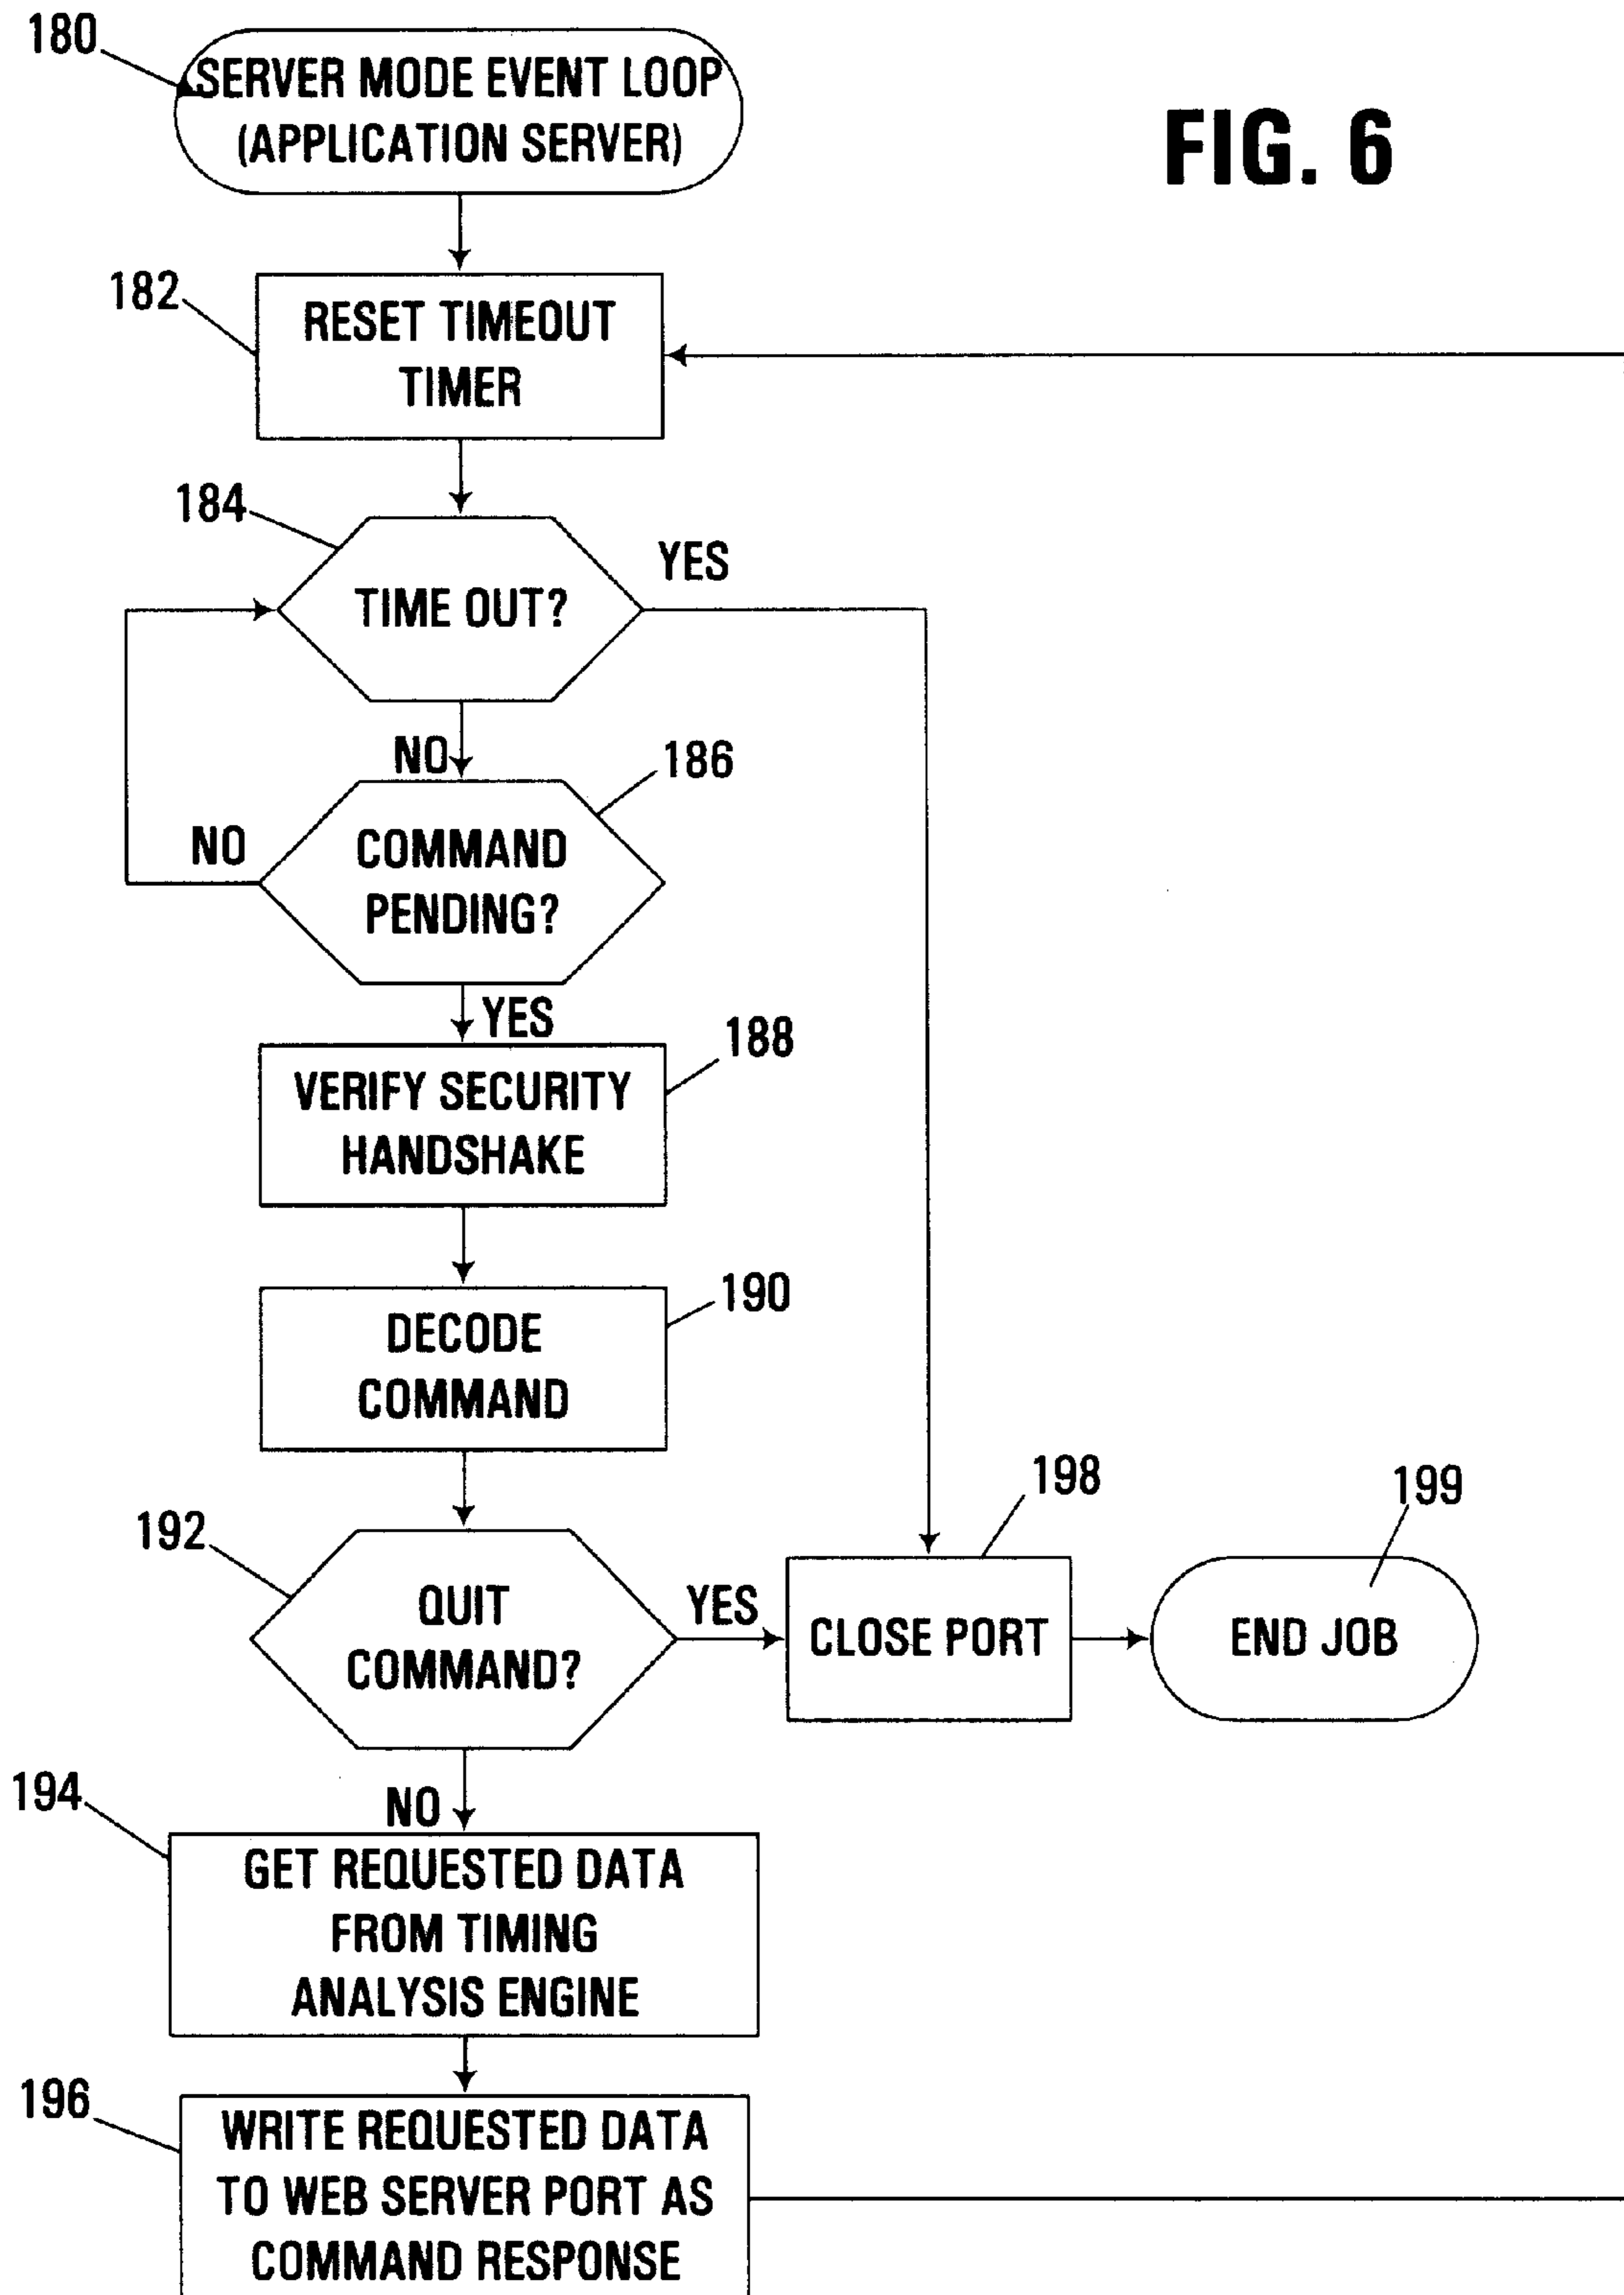 180
SERVER MODE EVENT LOOP
(APPLICATION SERVER)
FIG. 6
182
RESET TIMEOUT
TIMER
184
TIME OUT?
YES
NO
186
COMMAND
PENDING?
NO
YES
188
VERIFY SECURITY
HANDSHAKE
190
DECODE
COMMAND
192
QUIT
COMMAND?
YES
198
CLOSE PORT
199
END JOB
NO
194
GET REQUESTED DATA
FROM TIMING
ANALYSIS ENGINE
196
WRITE REQUESTED DATA
TO WEB SERVER PORT AS
COMMAND RESPONSE